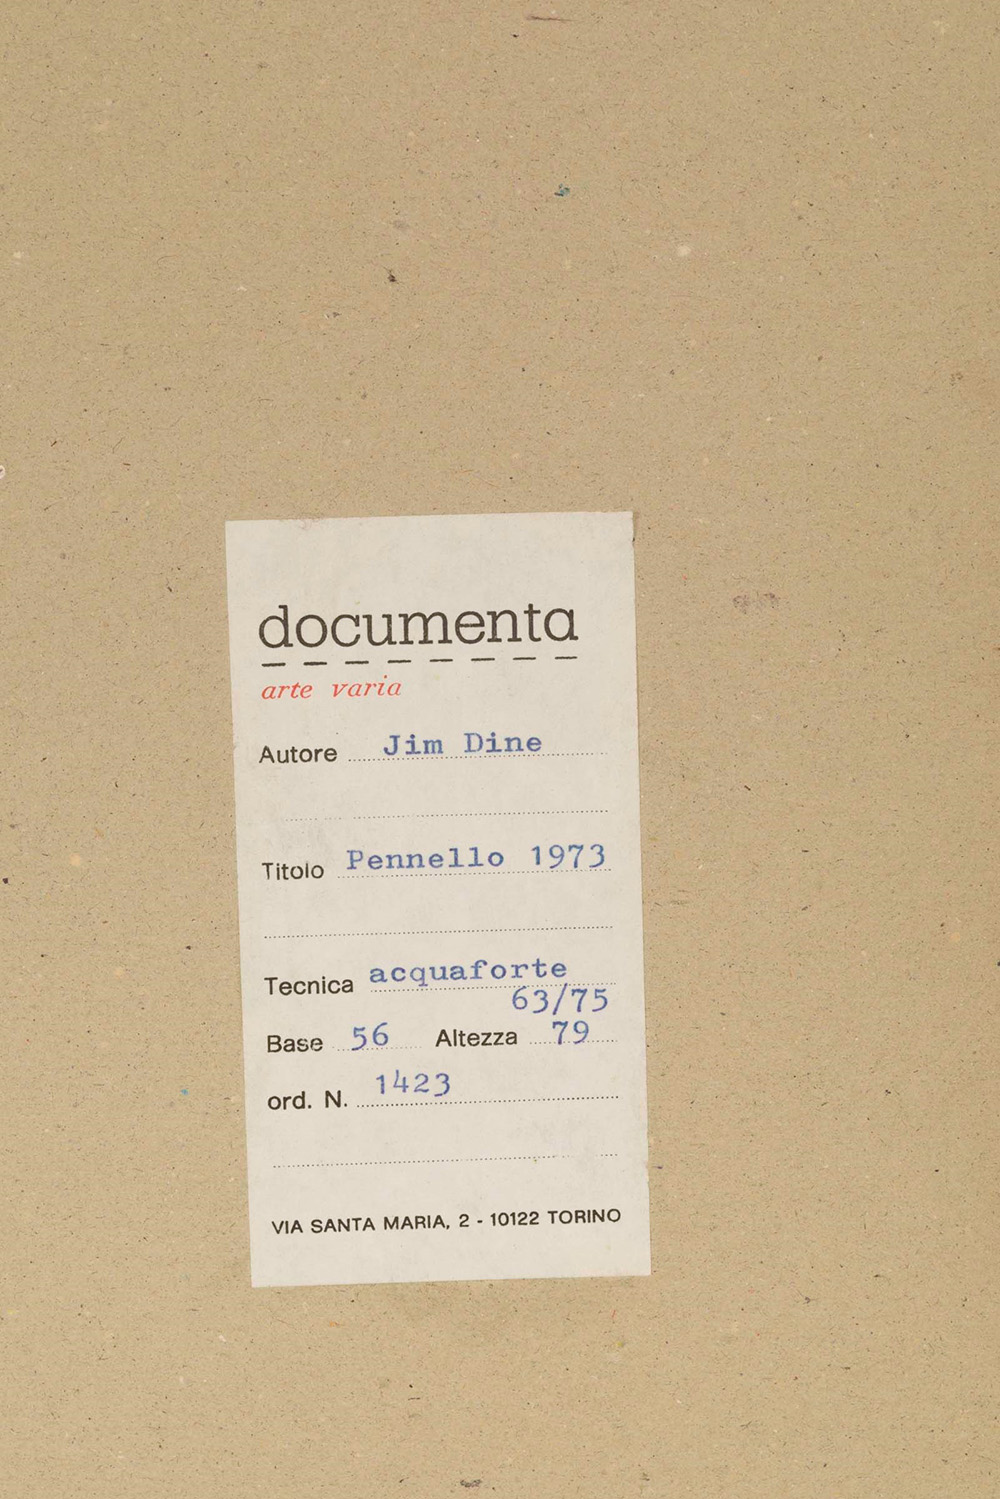 documenta
arte varia
Autore Jim Dine
Titolo Pennello 1973
Tecnica acquaforte
63/75
Base 56 Altezza 79
ord. N. 1423
VIA SANTA MARIA, 2 - 10122 TORINO